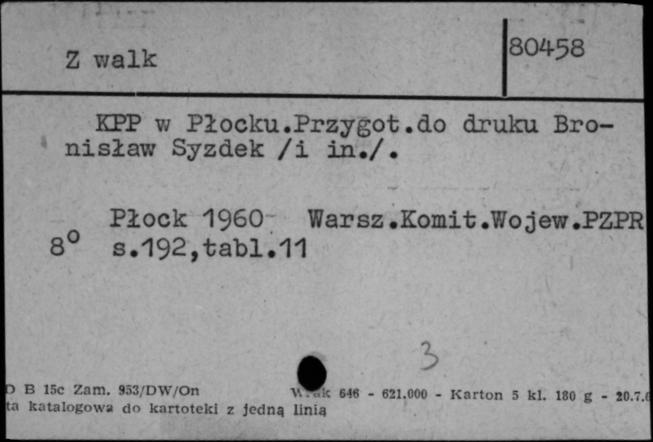 Z walk 80458
KPP w Płocku.Przygot.do druku Bro-
nisław Syzdek /i in./.
Płock 1960 Warsz.Komit.Wojew.PZPR
8° s.192,tabl.11
3
D B 15c Zam. 953/DW/On 646 - 621.000 - Karton 5 kl. 180 g - 20.7.6
ta katalogowa do kartoteki z jedną linią